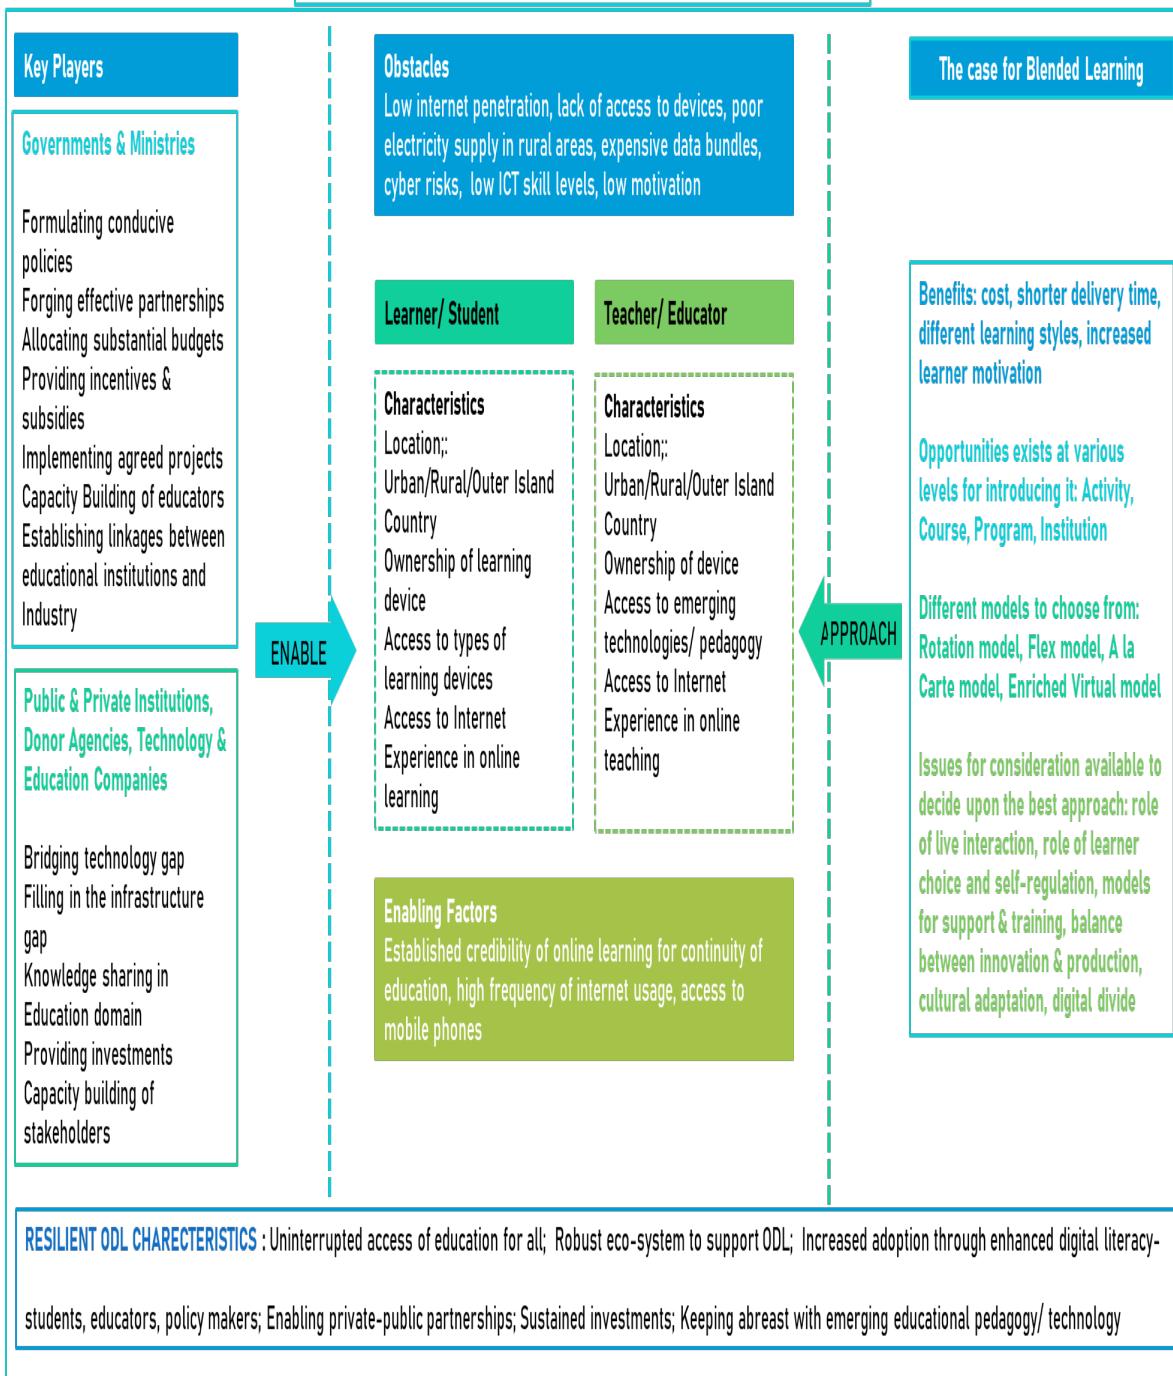 Key Players
Governments & Ministries
Formulating conducive
policies
Forging effective partnerships
Allocating substantial budgets
Providing incentives &
subsidies
Implementing agreed projects
Capacity Building of educators
Establishing linkages between
educational institutions and
Industry
Public & Private Institutions,
Donor Agencies, Technology &
Education Companies
Bridging technology gap
Filling in the infrastructure
gap
Knowledge sharing in
Education domain
Providing investments
Capacity building of
stakeholders
ENABLE
Obstacles
Low internet penetration, lack of access to devices, poor
electricity supply in rural areas, expensive data bundles,
cyber risks, low ICT skill levels, low motivation
Learner/ Student
Characteristics
Location;:
Urban/Rural/Outer Island
Country
Ownership of learning
device
Access to types of
learning devices
Access to Internet
Experience in online
learning
Teacher/ Educator
Characteristics
Location;:
Urban/Rural/Outer Island
Country
Ownership of device
Access to emerging
technologies/ pedagogy
Access to Internet
Experience in online
teaching
Enabling Factors
Established credibility of online learning for continuity of
education, high frequency of internet usage, access to
mobile phones
APPROACH
The case for Blended Learning
Benefits: cost, shorter delivery time,
different learning styles, increased
learner motivation
Opportunities exists at various
levels for introducing it: Activity,
Course, Program, Institution
Different models to choose from:
Rotation model, Flex model, A la
Carte model, Enriched Virtual model
Issues for consideration available to
decide upon the best approach: role
of live interaction, role of learner
choice and self-regulation, models
for support & training, balance
between innovation & production,
cultural adaptation, digital divide
RESILIENT ODL CHARECTERISTICS : Uninterrupted access of education for all; Robust eco-system to support ODL; Increased adoption through enhanced digital literacy-
students, educators, policy makers; Enabling private-public partnerships; Sustained investments; Keeping abreast with emerging educational pedagogy/ technology